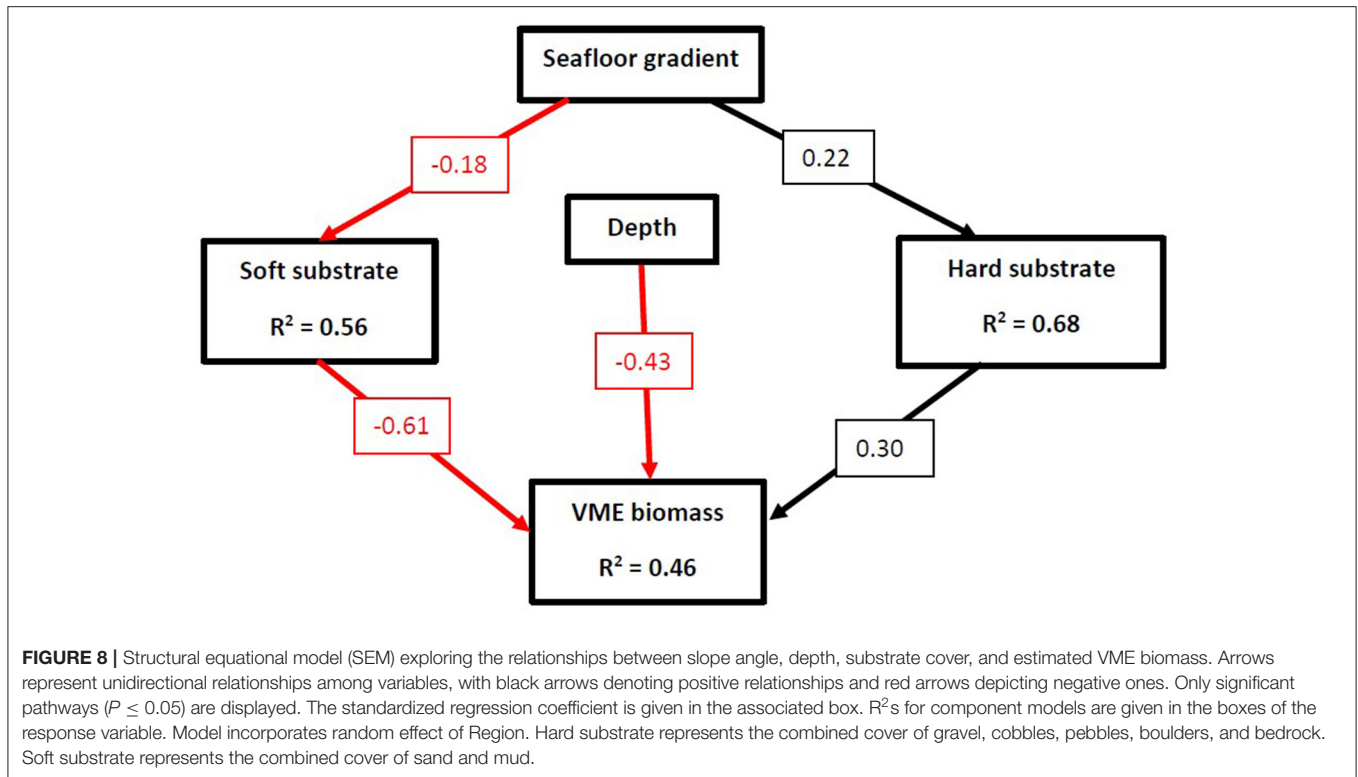 Seafloor gradient
-0.18
0.22
Depth
Soft substrate
R² = 0.56
Hard substrate
R² = 0.68
-0.43
-0.61
0.30
VME biomass
R² = 0.46
FIGURE 8 | Structural equational model (SEM) exploring the relationships between slope angle, depth, substrate cover, and estimated VME biomass. Arrows
represent unidirectional relationships among variables, with black arrows denoting positive relationships and red arrows depicting negative ones. Only significant
pathways (P ≤ 0.05) are displayed. The standardized regression coefficient is given in the associated box. R²s for component models are given in the boxes of the
response variable. Model incorporates random effect of Region. Hard substrate represents the combined cover of gravel, cobbles, pebbles, boulders, and bedrock.
Soft substrate represents the combined cover of sand and mud.